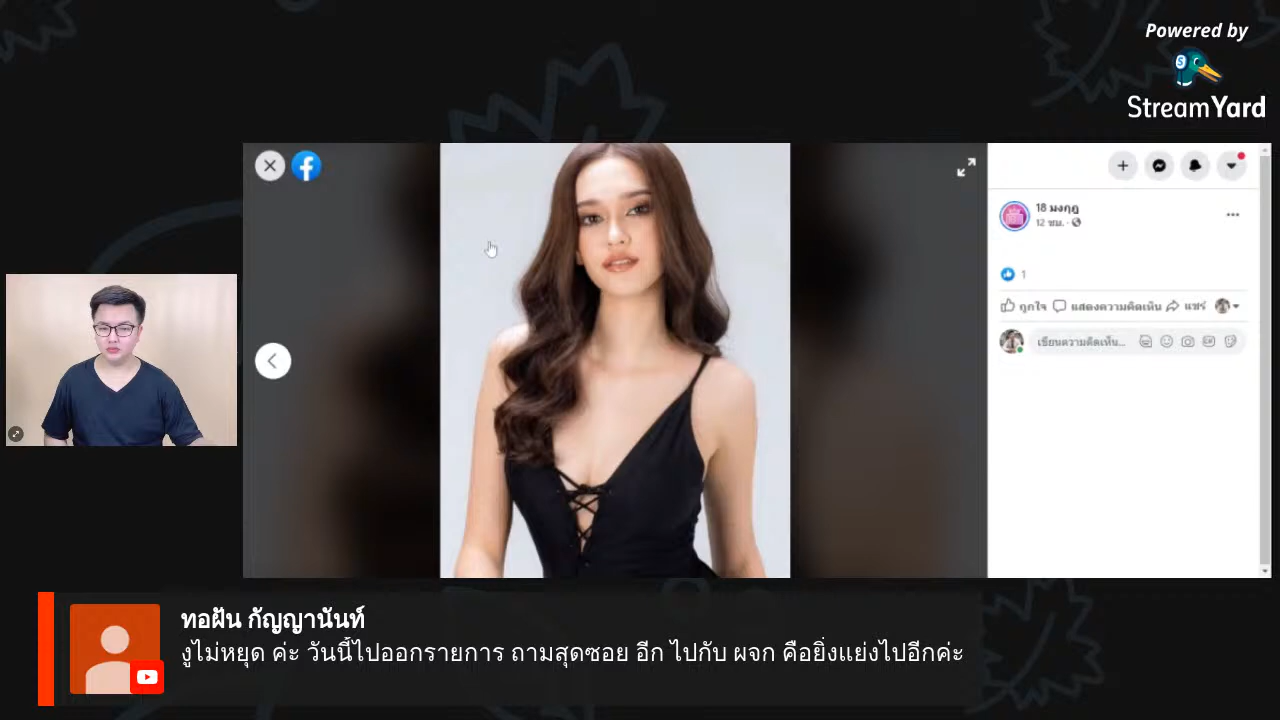 Powered by
StreamYard
18 มงกุฎ
12 ชม.
1
ถูกใจ
แสดงความคิดเห็น
แชร์
เขียนความคิดเห็น...
ทอฝัน กัญญานันท์
งูไม่หยุด ค่ะ วันนี้ไปออกรายการ ถามสุดซอย อีก ไปกับ ผจก คือยิ่งแย่งไปอีกค่ะ